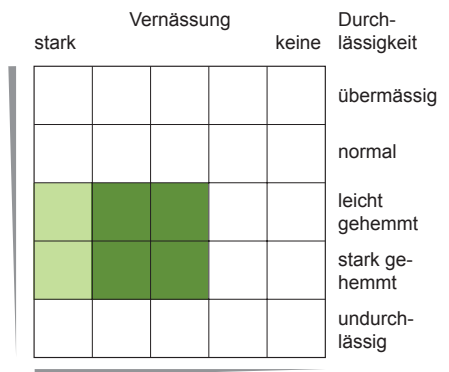 Vernässung
Durch-
stark
keine
lässigkeit
übermässig
normal
leicht
gehemmt
stark ge-
hemmt
undurch-
lässig